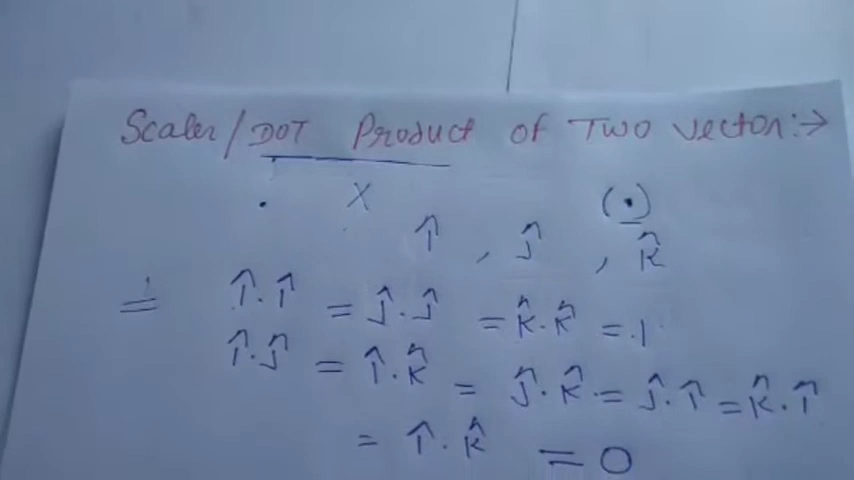 Scaler/DOT Product of Two vector:→
. X (•)
î , ĵ , k̂
= î.î = ĵ.ĵ = k̂.k̂ = 1
î.ĵ = î.k̂ = ĵ.k̂ = ĵ.î = k̂.î
= î.k̂ = 0